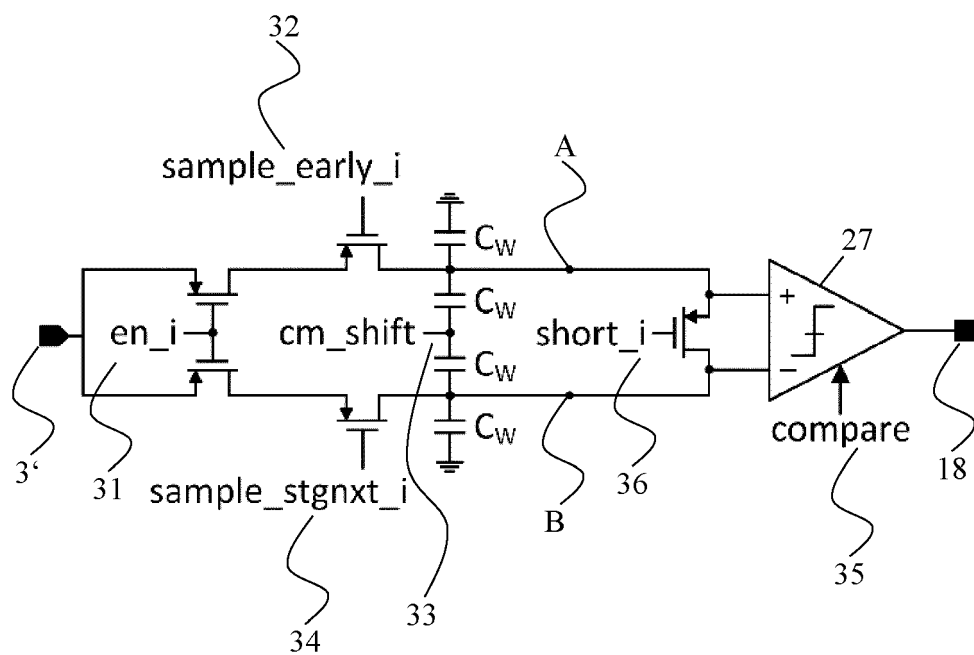 32
sample_early_i
A
C_W
27
C_W
+
en_i
cm_shift
short_i
C_W
−
C_W
compare
3‘
31
sample_stgnxt_i
36
18
B
33
35
34